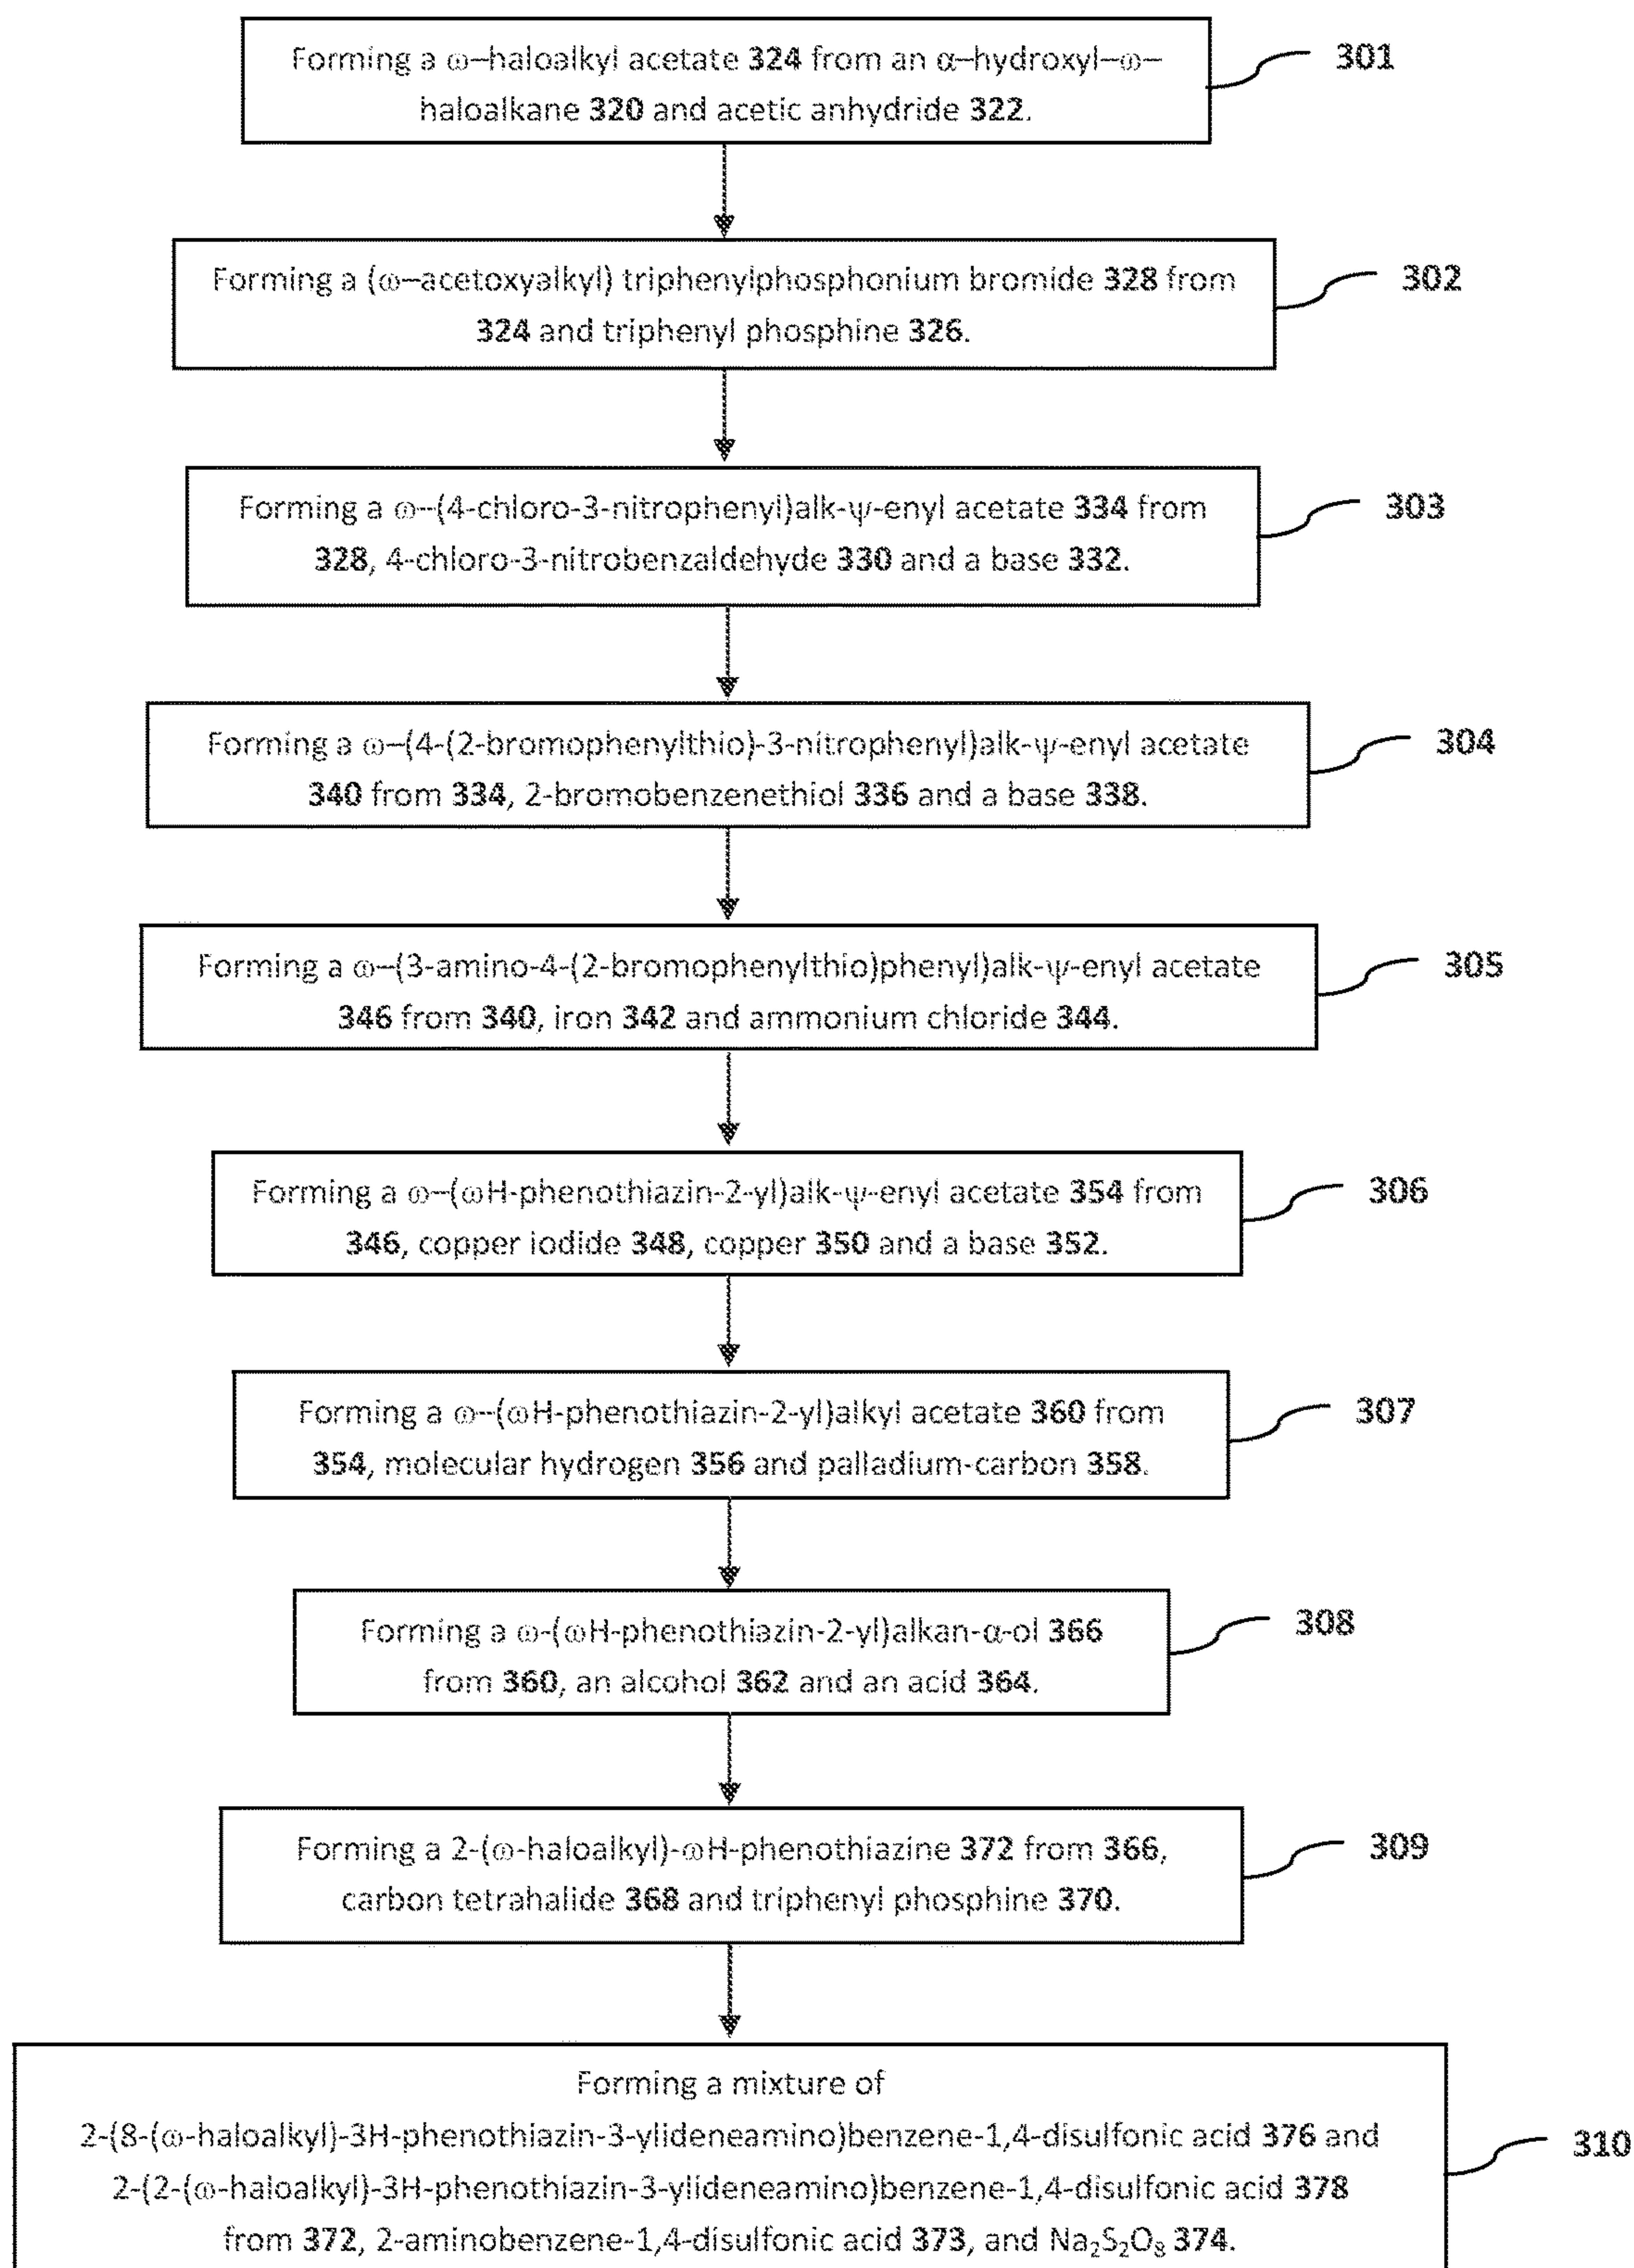 Forming a ω–haloalkyl acetate 324 from an α–hydroxyl–ω–
haloalkane 320 and acetic anhydride 322.
301
Forming a (ω–acetoxyalkyl) triphenylphosphonium bromide 328 from
324 and triphenyl phosphine 326.
302
Forming a ω–(4-chloro-3-nitrophenyl)alk-ψ-enyl acetate 334 from
328, 4-chloro-3-nitrobenzaldehyde 330 and a base 332.
303
Forming a ω–(4-(2-bromophenylthio)-3-nitrophenyl)alk-ψ-enyl acetate
340 from 334, 2-bromobenzenethiol 336 and a base 338.
304
Forming a ω–(3-amino-4-(2-bromophenylthio)phenyl)alk-ψ-enyl acetate
346 from 340, iron 342 and ammonium chloride 344.
305
Forming a ω–(ωH-phenothiazin-2-yl)alk-ψ-enyl acetate 354 from
346, copper iodide 348, copper 350 and a base 352.
306
Forming a ω–(ωH-phenothiazin-2-yl)alkyl acetate 360 from
354, molecular hydrogen 356 and palladium-carbon 358.
307
Forming a ω-(ωH-phenothiazin-2-yl)alkan-α-ol 366
from 360, an alcohol 362 and an acid 364.
308
Forming a 2-(ω-haloalkyl)-ωH-phenothiazine 372 from 366,
carbon tetrahalide 368 and triphenyl phosphine 370.
309
Forming a mixture of
2-(8-(ω-haloalkyl)-3H-phenothiazin-3-ylideneamino)benzene-1,4-disulfonic acid 376 and
2-(2-(ω-haloalkyl)-3H-phenothiazin-3-ylideneamino)benzene-1,4-disulfonic acid 378
from 372, 2-aminobenzene-1,4-disulfonic acid 373, and Na₂S₂O₈ 374.
310